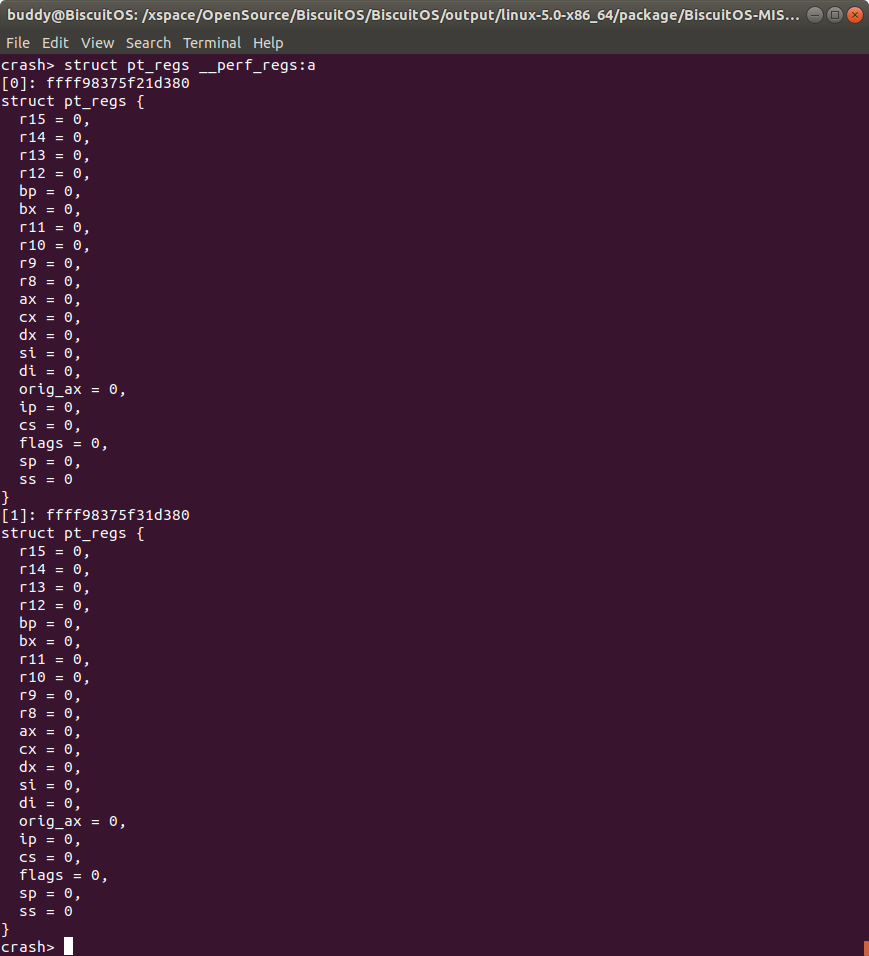 buddy@BiscuitOS: /xspace/OpenSource/BiscuitOS/BiscuitOS/output/linux-5.0-x86_64/package/BiscuitOS-MIS...
File Edit View Search Terminal Help
crash> struct pt_regs __perf_regs:a
[0]: ffff98375f21d380
struct pt_regs {
  r15 = 0,
  r14 = 0,
  r13 = 0,
  r12 = 0,
  bp = 0,
  bx = 0,
  r11 = 0,
  r10 = 0,
  r9 = 0,
  r8 = 0,
  ax = 0,
  cx = 0,
  dx = 0,
  si = 0,
  di = 0,
  orig_ax = 0,
  ip = 0,
  cs = 0,
  flags = 0,
  sp = 0,
  ss = 0
}
[1]: ffff98375f31d380
struct pt_regs {
  r15 = 0,
  r14 = 0,
  r13 = 0,
  r12 = 0,
  bp = 0,
  bx = 0,
  r11 = 0,
  r10 = 0,
  r9 = 0,
  r8 = 0,
  ax = 0,
  cx = 0,
  dx = 0,
  si = 0,
  di = 0,
  orig_ax = 0,
  ip = 0,
  cs = 0,
  flags = 0,
  sp = 0,
  ss = 0
}
crash>